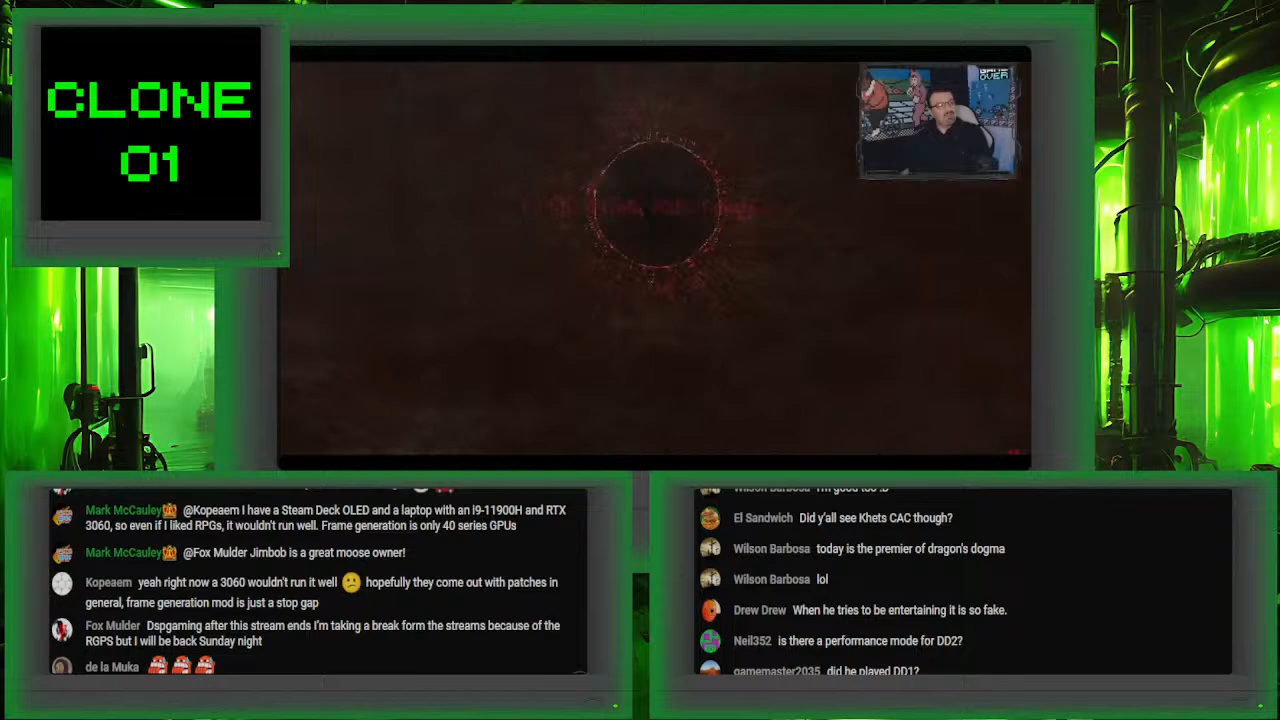 CLONE
01
GAME
OVER
Mark McCauley @Kopeaem I have a Steam Deck OLED and a laptop with an i9-11900H and RTX
3060, so even if I liked RPGs, it wouldn't run well. Frame generation is only 40 series GPUs
Mark McCauley @Fox Mulder Jimbob is a great moose owner!
Kopeaem yeah right now a 3060 wouldn't run it well 😕 hopefully they come out with patches in
general, frame generation mod is just a stop gap
Fox Mulder Dspgaming after this stream ends I'm taking a break form the streams because of the
RGPS but I will be back Sunday night
de la Muka
Wilson Barbosa I'm good too :D
El Sandwich Did y'all see Khets CAC though?
Wilson Barbosa today is the premier of dragon's dogma
Wilson Barbosa lol
Drew Drew When he tries to be entertaining it is so fake.
Neil352 is there a performance mode for DD2?
gamemaster2035 did he played DD1?